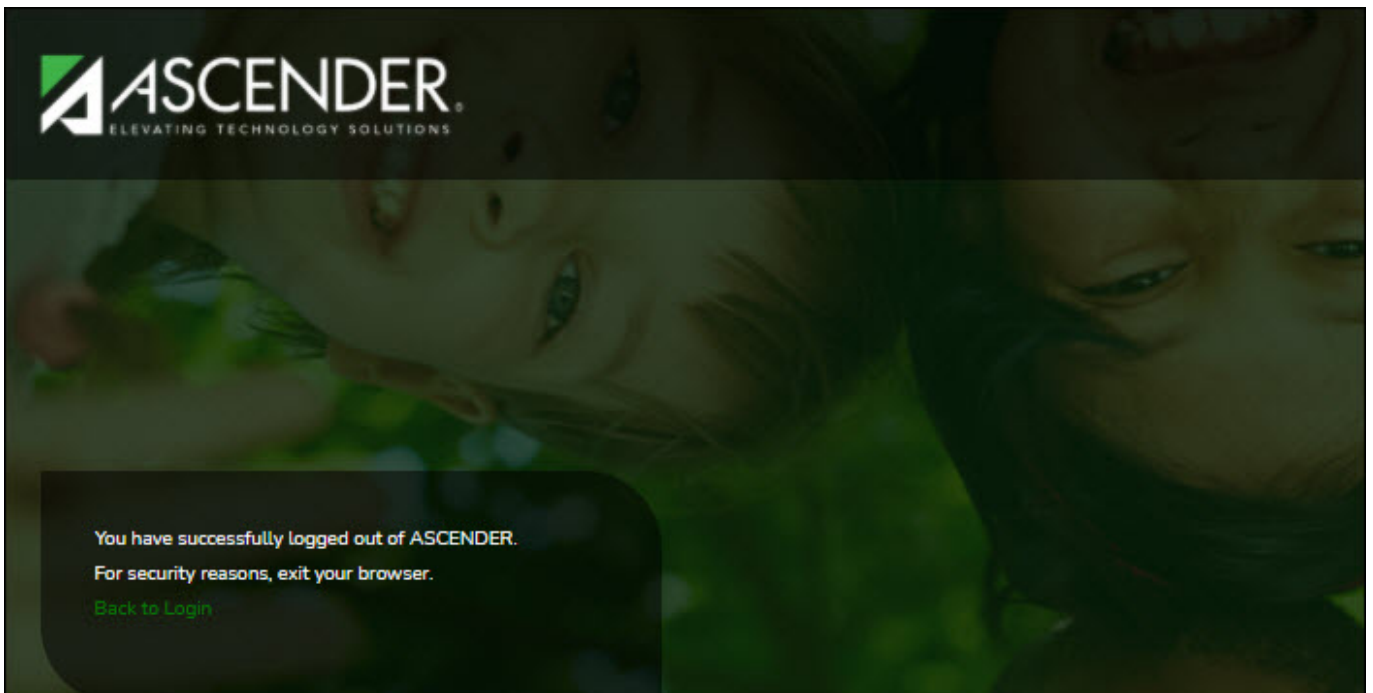 ASCENDER®
ELEVATING TECHNOLOGY SOLUTIONS
You have successfully logged out of ASCENDER.
For security reasons, exit your browser.
Back to Login